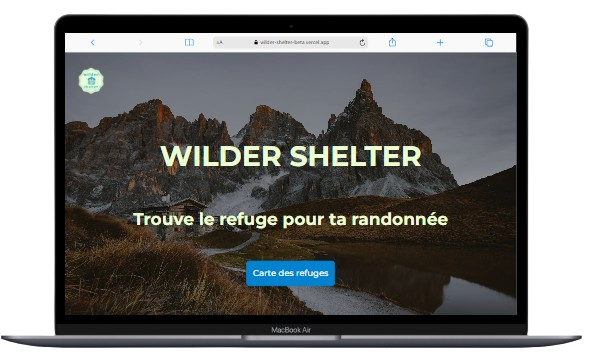 AA
wilder-shelter-beta.vercel.app
WILDER SHELTER
Trouve le refuge pour ta randonnée
Carte des refuges
MacBook Air